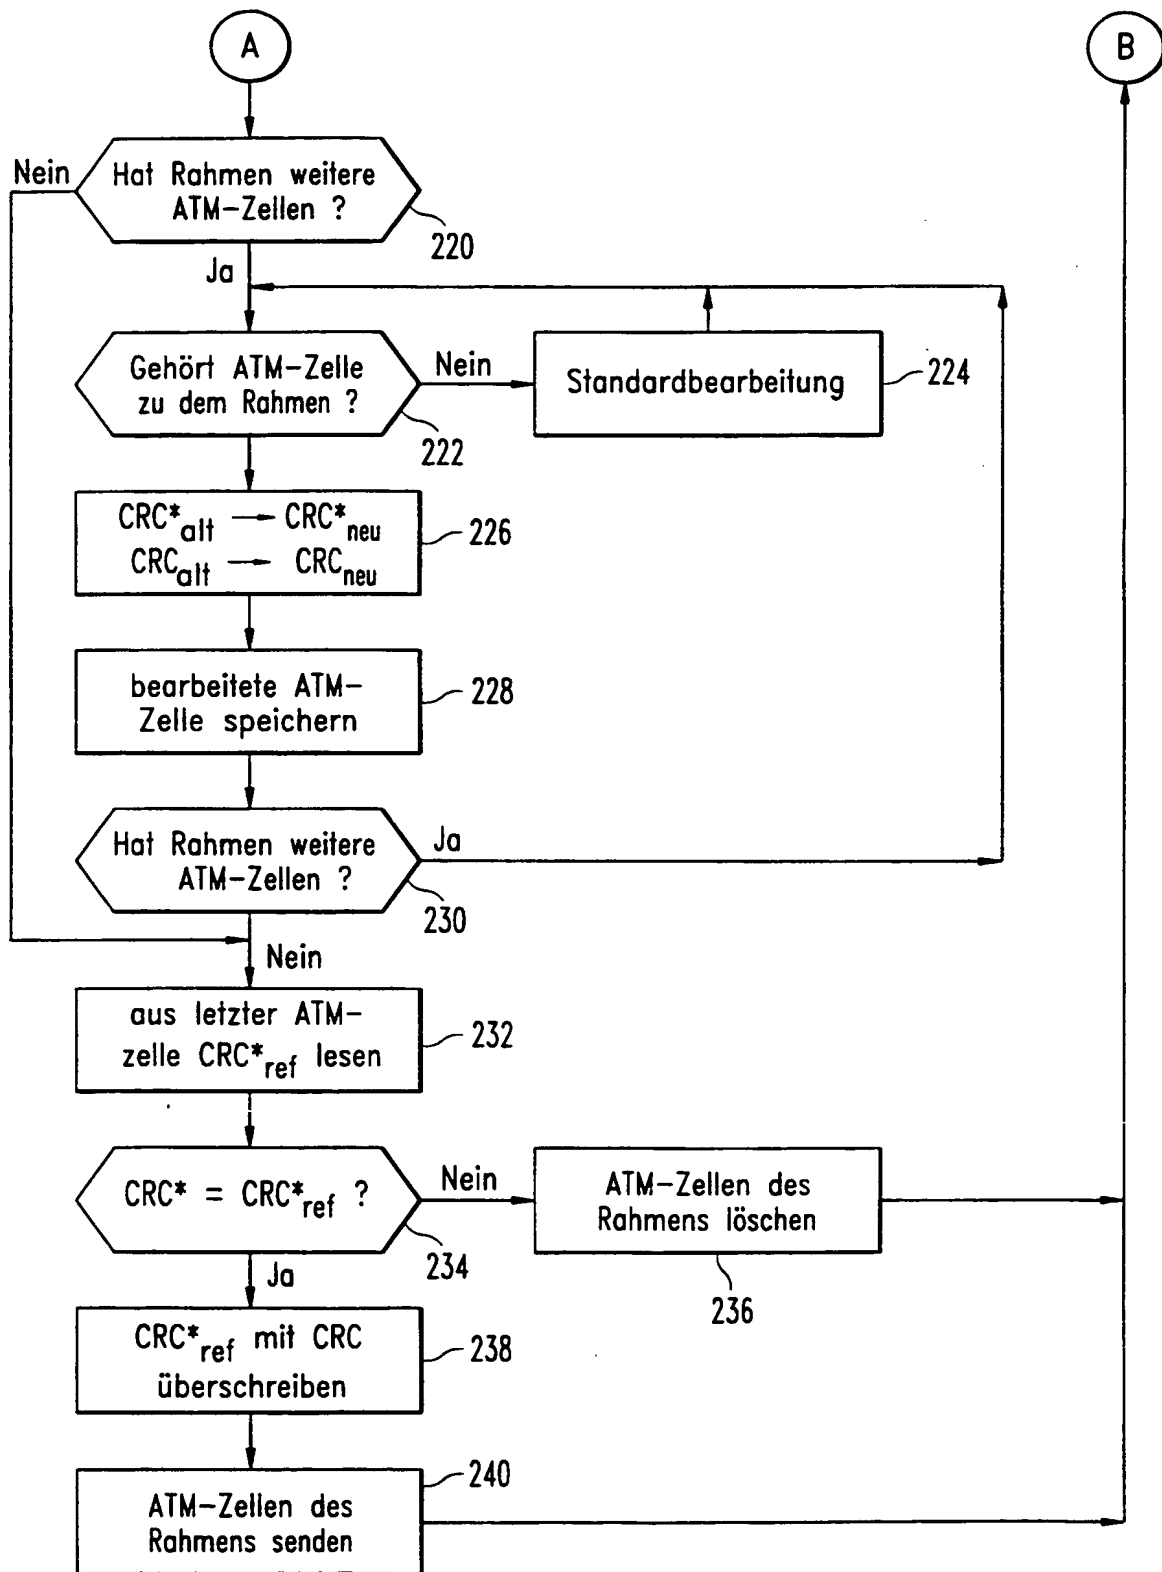 A
B
Nein
Hat Rahmen weitere
ATM-Zellen ?
220
Ja
Gehört ATM-Zelle
zu dem Rahmen ?
222
Nein
Standardbearbeitung
224
CRC*alt → CRC*neu
CRCalt → CRCneu
226
bearbeitete ATM-
Zelle speichern
228
Hat Rahmen weitere
ATM-Zellen ?
230
Ja
Nein
aus letzter ATM-
zelle CRC*ref lesen
232
CRC* = CRC*ref ?
234
Nein
ATM-Zellen des
Rahmens löschen
236
Ja
CRC*ref mit CRC
überschreiben
238
ATM-Zellen des
Rahmens senden
240